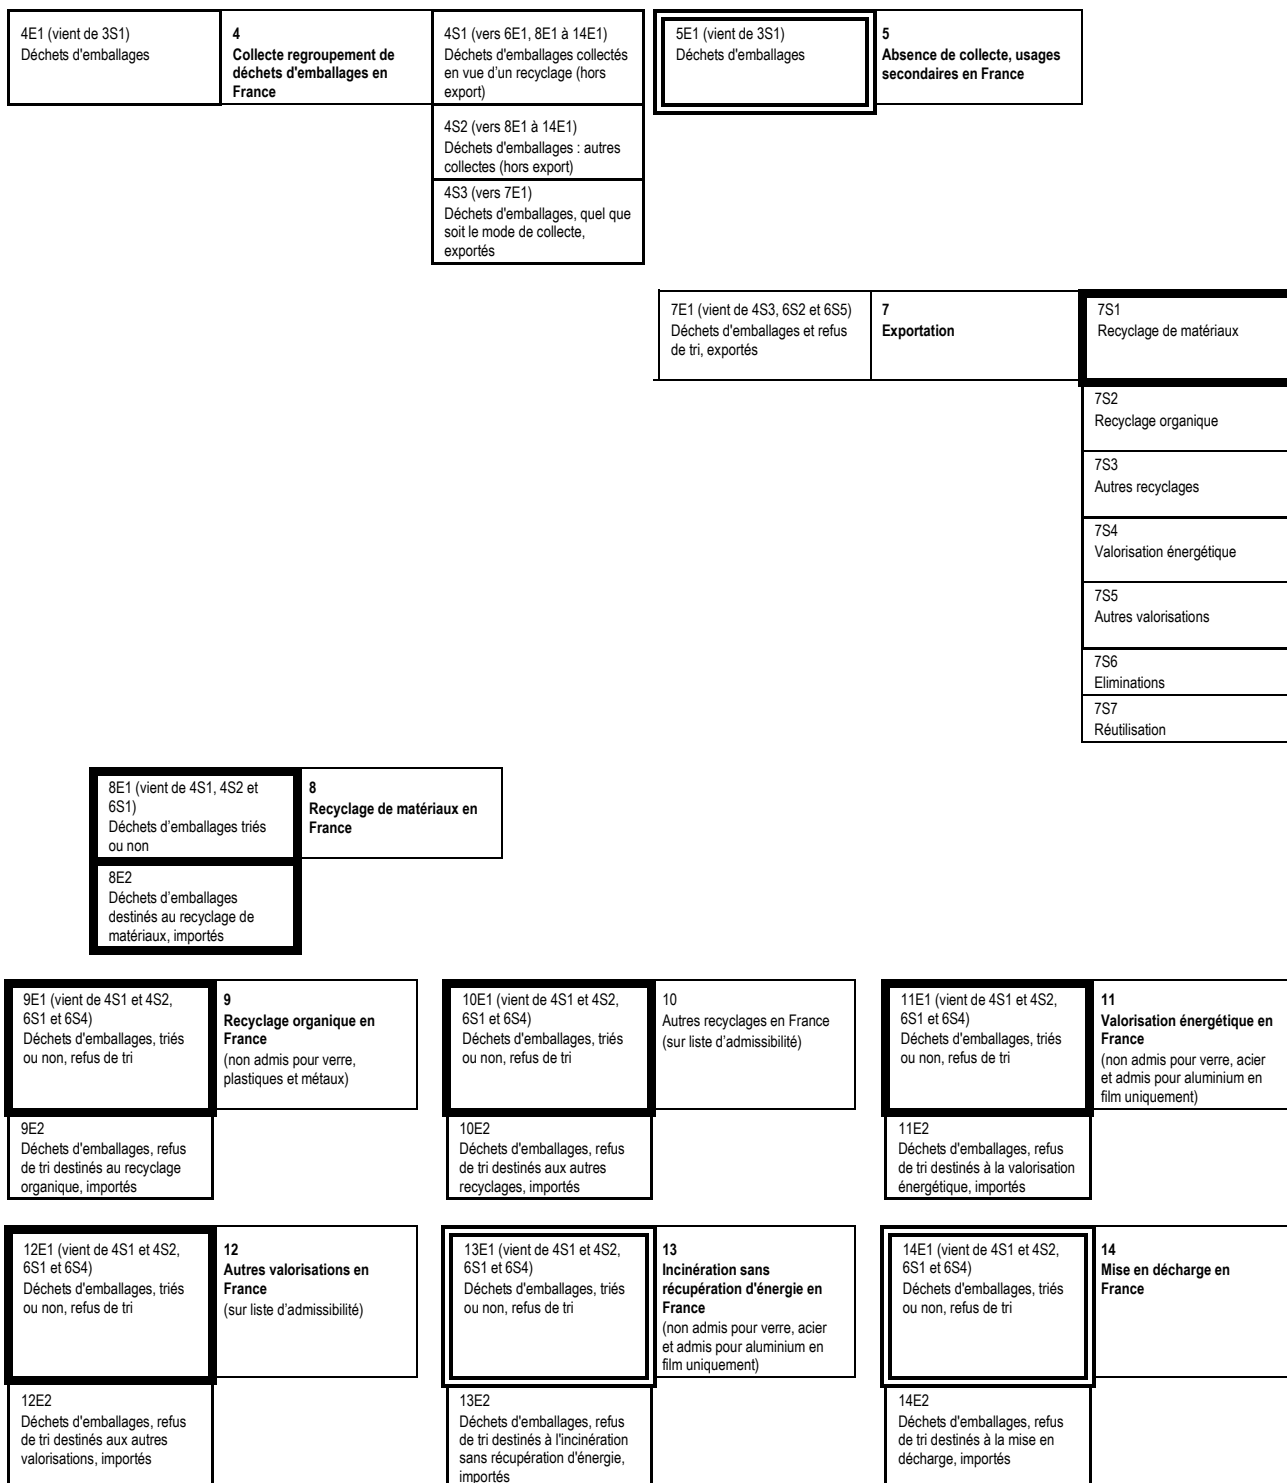 4E1 (vient de 3S1)
Déchets d'emballages
4
Collecte regroupement de
déchets d'emballages en
France
4S1 (vers 6E1, 8E1 à 14E1)
Déchets d'emballages collectés
en vue d'un recyclage (hors
export)
4S2 (vers 8E1 à 14E1)
Déchets d'emballages : autres
collectes (hors export)
4S3 (vers 7E1)
Déchets d'emballages, quel que
soit le mode de collecte,
exportés
5E1 (vient de 3S1)
Déchets d'emballages
5
Absence de collecte, usages
secondaires en France
7E1 (vient de 4S3, 6S2 et 6S5)
Déchets d'emballages et refus
de tri, exportés
7
Exportation
7S1
Recyclage de matériaux
7S2
Recyclage organique
7S3
Autres recyclages
7S4
Valorisation énergétique
7S5
Autres valorisations
7S6
Eliminations
7S7
Réutilisation
8E1 (vient de 4S1, 4S2 et
6S1)
Déchets d’emballages triés
ou non
8
Recyclage de matériaux en
France
8E2
Déchets d’emballages
destinés au recyclage de
matériaux, importés
9E1 (vient de 4S1 et 4S2,
6S1 et 6S4)
Déchets d'emballages, triés
ou non, refus de tri
9
Recyclage organique en
France
(non admis pour verre,
plastiques et métaux)
9E2
Déchets d'emballages, refus
de tri destinés au recyclage
organique, importés
10E1 (vient de 4S1 et 4S2,
6S1 et 6S4)
Déchets d'emballages, triés
ou non, refus de tri
10
Autres recyclages en France
(sur liste d’admissibilité)
10E2
Déchets d'emballages, refus
de tri destinés aux autres
recyclages, importés
11E1 (vient de 4S1 et 4S2,
6S1 et 6S4)
Déchets d'emballages, triés
ou non, refus de tri
11
Valorisation énergétique en
France
(non admis pour verre, acier
et admis pour aluminium en
film uniquement)
11E2
Déchets d'emballages, refus
de tri destinés à la valorisation
énergétique, importés
12E1 (vient de 4S1 et 4S2,
6S1 et 6S4)
Déchets d'emballages, triés
ou non, refus de tri
12
Autres valorisations en
France
(sur liste d’admissibilité)
12E2
Déchets d'emballages, refus
de tri destinés aux autres
valorisations, importés
13E1 (vient de 4S1 et 4S2,
6S1 et 6S4)
Déchets d'emballages, triés
ou non, refus de tri
13
Incinération sans
récupération d'énergie en
France
(non admis pour verre, acier
et admis pour aluminium en
film uniquement)
13E2
Déchets d'emballages, refus
de tri destinés à l'incinération
sans récupération d'énergie,
importés
14E1 (vient de 4S1 et 4S2,
6S1 et 6S4)
Déchets d'emballages, triés
ou non, refus de tri
14
Mise en décharge en
France
14E2
Déchets d'emballages, refus
de tri destinés à la mise en
décharge, importés